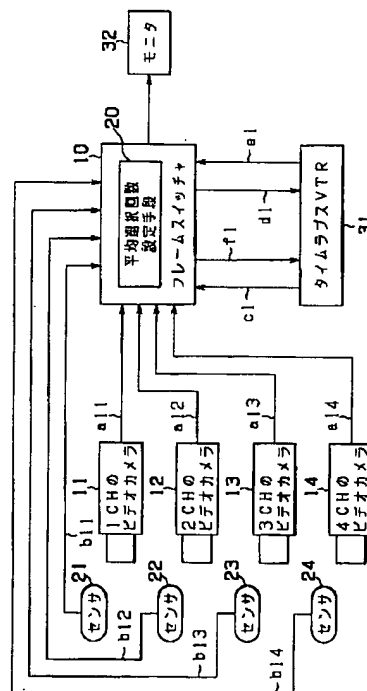 32
モニタ
10
20
平均選択回数
設定手段
フレームスイッチャ
e1
d1
f1
c1
タイムラプスVTR
31
a11
a12
a13
a14
11
1CHの
ビデオカメラ
12
2CHの
ビデオカメラ
13
3CHの
ビデオカメラ
14
4CHの
ビデオカメラ
b11
21
センサ
22
センサ
b12
23
センサ
b13
24
センサ
b14